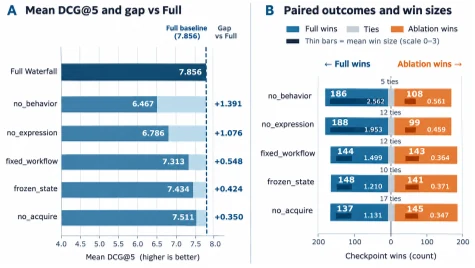 A Mean DCG@5 and gap vs Full
Full baseline
(7.856)
Gap
vs Full
Full Waterfall 7.856
no_behavior 6.467 +1.391
no_expression 6.786 +1.076
fixed_workflow 7.313 +0.548
frozen_state 7.434 +0.424
no_acquire 7.511 +0.350
4.0 4.5 5.0 5.5 6.0 6.5 7.0 7.5 8.0
Mean DCG@5 (higher is better)
B Paired outcomes and win sizes
Full wins Ties Ablation wins
Thin bars = mean win size (scale 0–3)
← Full wins Ablation wins →
5 ties
no_behavior 186 2.562 108 0.561
12 ties
no_expression 188 1.953 99 0.459
12 ties
fixed_workflow 144 1.499 143 0.364
10 ties
frozen_state 148 1.210 141 0.371
17 ties
no_acquire 137 1.131 145 0.347
200 100 0 100 200
Checkpoint wins (count)